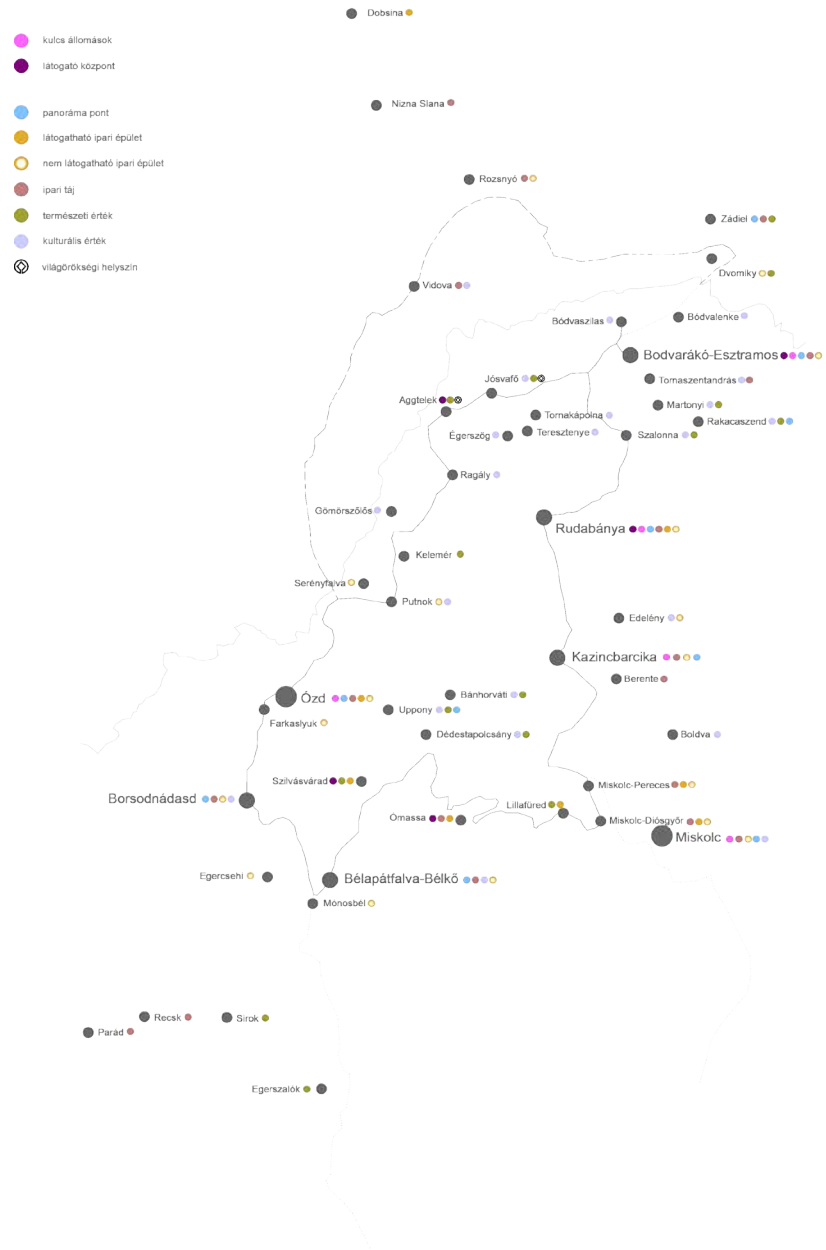 Dobsina
kulcs állomások
látogató központ
Nizna Slana
panoráma pont
látogatható ipari épület
nem látogatható ipari épület
Rozsnyó
ipari táj
természeti érték
Zádiel
kulturális érték
világörökségi helyszín
Dvorniky
Vidova
Bódvaszilas
Bódvalenke
Bodvarákó-Esztramos
Jósvafő
Tornaszentandrás
Aggtelek
Martonyi
Tornakápolna
Rakacaszend
Égerszög
Teresztenye
Szalonna
Ragály
Gömörszőlős
Rudabánya
Kelemér
Serényfalva
Putnok
Edelény
Kazincbarcika
Berente
Ózd
Bánhorváti
Uppony
Farkaslyuk
Dédestapolcsány
Boldva
Szilvásvárad
Miskolc-Pereces
Borsodnádasd
Lillafüred
Ómassa
Miskolc-Diósgyőr
Miskolc
Egercsehi
Bélapátfalva-Bélkő
Mónosbél
Recsk
Sirok
Parád
Egerszalók